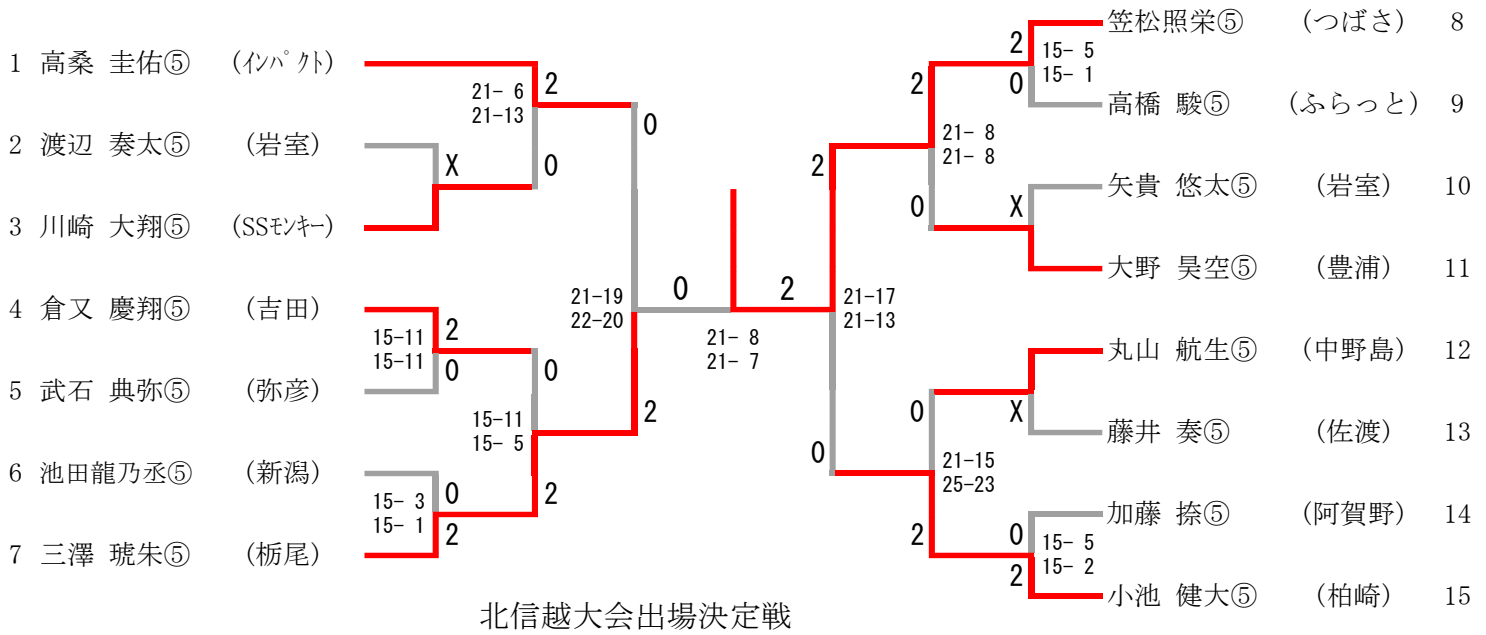 1 高桑 圭佑⑤ (インパクト)
2 渡辺 奏太⑤ (岩室)
3 川崎 大翔⑤ (SSモンキー)
4 倉又 慶翔⑤ (吉田)
5 武石 典弥⑤ (弥彦)
6 池田龍乃丞⑤ (新潟)
7 三澤 琥朱⑤ (栃尾)
21- 6 2
21-13
X 0
0
15-11 2
15-11 0
0
15-11
15- 5
15- 3 0
15- 1 2
2
21-19
22-20
2
0 2
21- 8
21- 7
笠松照栄⑤ (つばさ) 8
高橋 駿⑤ (ふらっと) 9
矢貴 悠太⑤ (岩室) 10
大野 昊空⑤ (豊浦) 11
丸山 航生⑤ (中野島) 12
藤井 奏⑤ (佐渡) 13
加藤 捺⑤ (阿賀野) 14
小池 健大⑤ (柏崎) 15
2 15- 5
0 15- 1
2
21- 8
21- 8
2
0 X
21-17
21-13
0 X
0
21-15
25-23
2
0 15- 5
2 15- 2
北信越大会出場決定戦